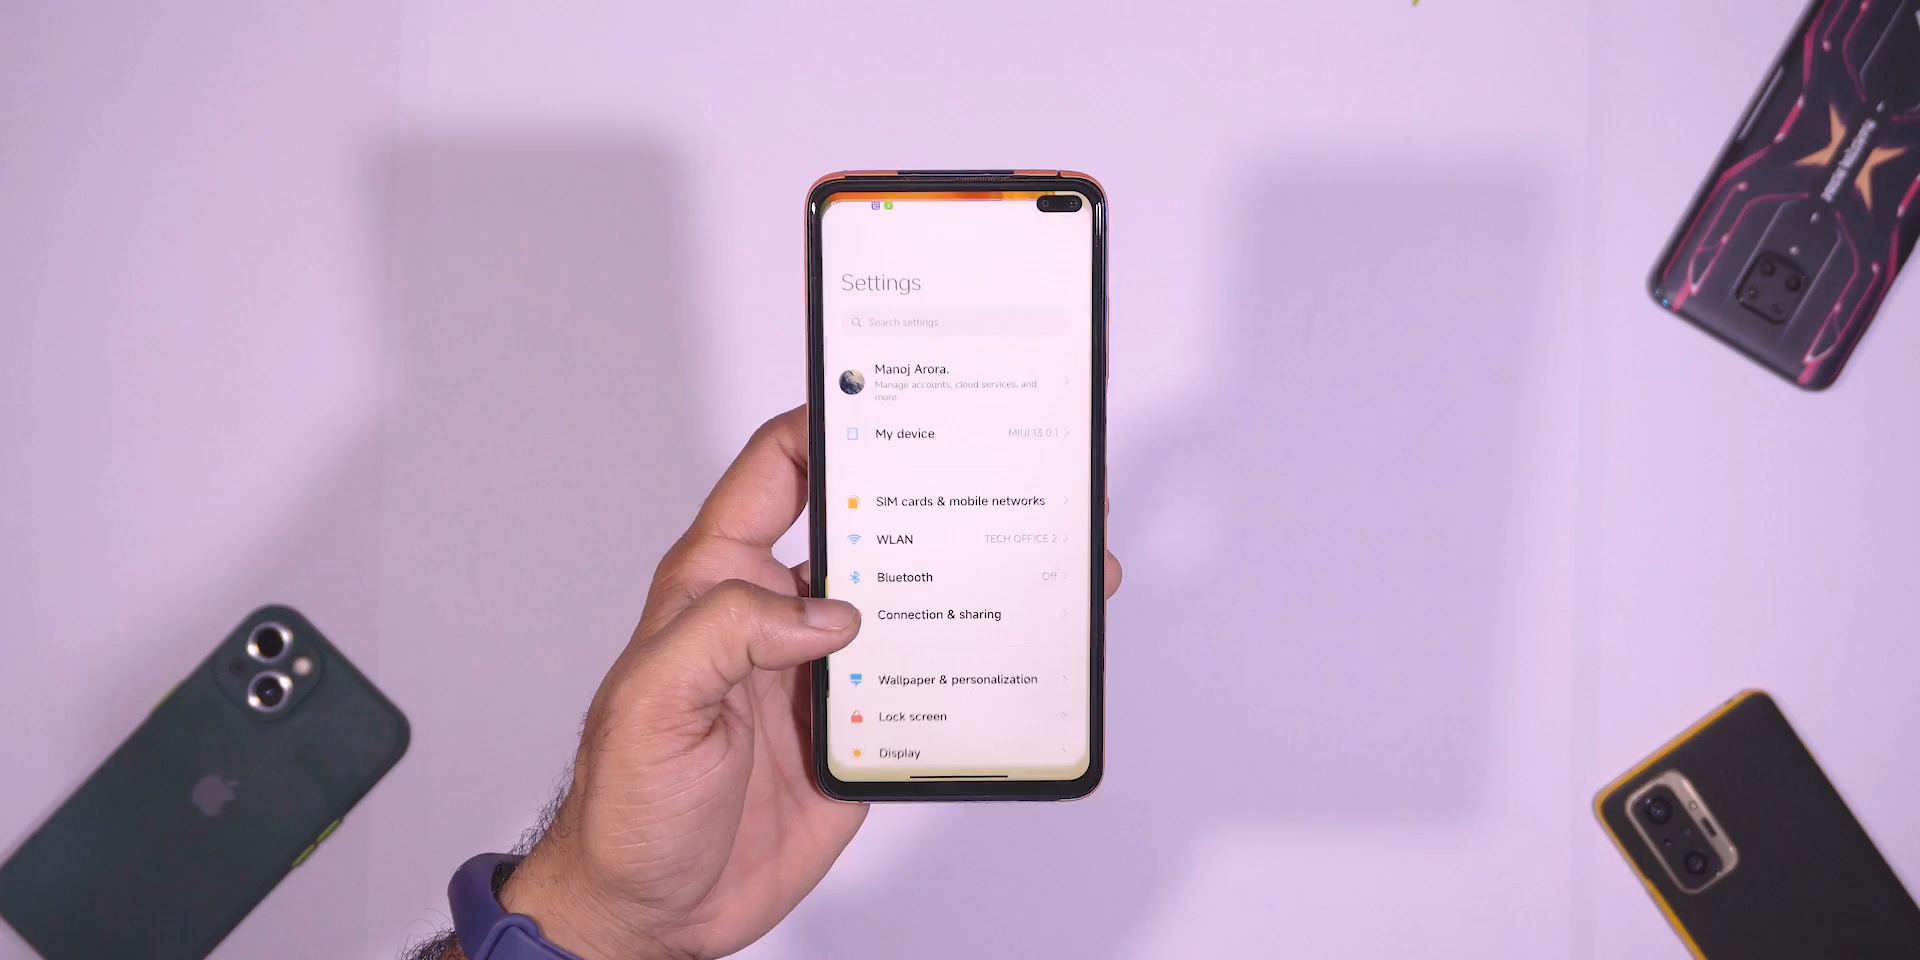 Settings
Search settings
Manoj Arora.
Manage accounts, cloud services, and
more
My device MIUI 13.0.1
SIM cards & mobile networks
WLAN TECH OFFICE 2
Bluetooth Off
Connection & sharing
Wallpaper & personalization
Lock screen
Display